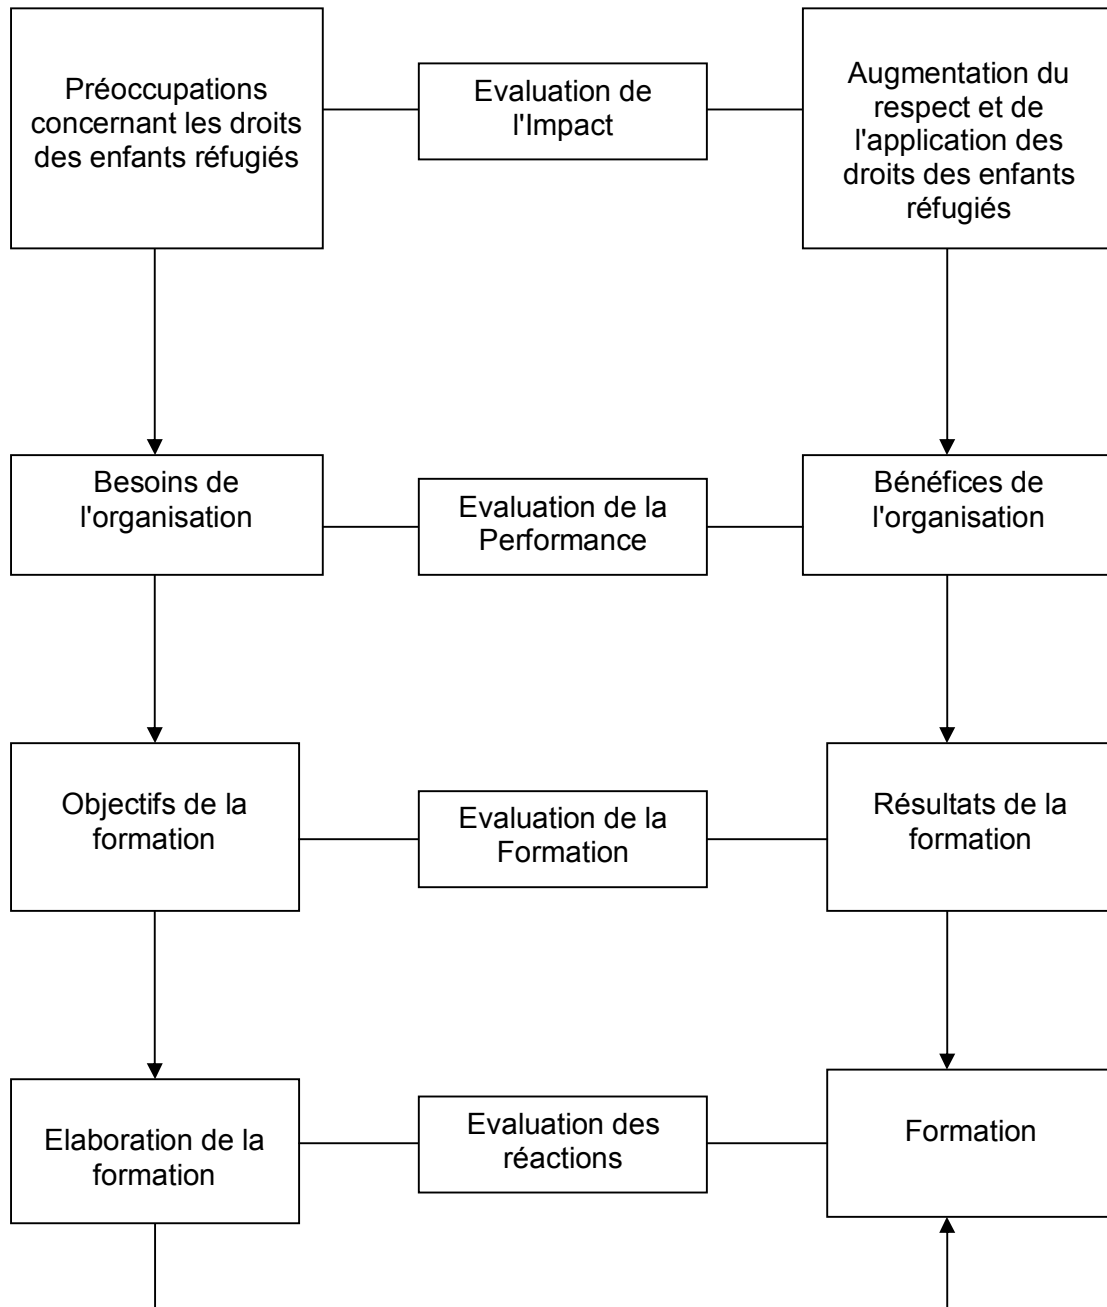 Préoccupations
concernant les droits
des enfants réfugiés
Evaluation de
l'Impact
Augmentation du
respect et de
l'application des
droits des enfants
réfugiés
Besoins de
l'organisation
Evaluation de la
Performance
Bénéfices de
l'organisation
Objectifs de la
formation
Evaluation de la
Formation
Résultats de la
formation
Elaboration de la
formation
Evaluation des
réactions
Formation